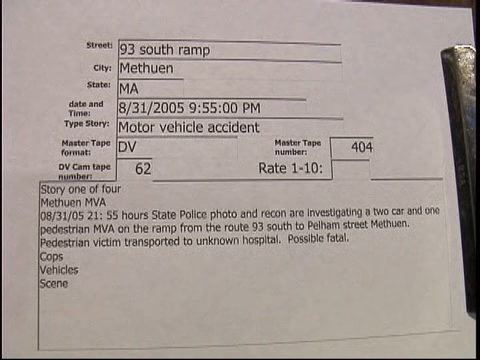 Street: 93 south ramp
City: Methuen
State: MA
date and Time: 8/31/2005 9:55:00 PM
Type Story: Motor vehicle accident
Master Tape format: DV Master Tape number: 404
DV Cam tape number: 62 Rate 1-10:
Story one of four
Methuen MVA
08/31/05 21: 55 hours State Police photo and recon are investigating a two car and one
pedestrian MVA on the ramp from the route 93 south to Pelham street Methuen.
Pedestrian victim transported to unknown hospital. Possible fatal.
Cops
Vehicles
Scene